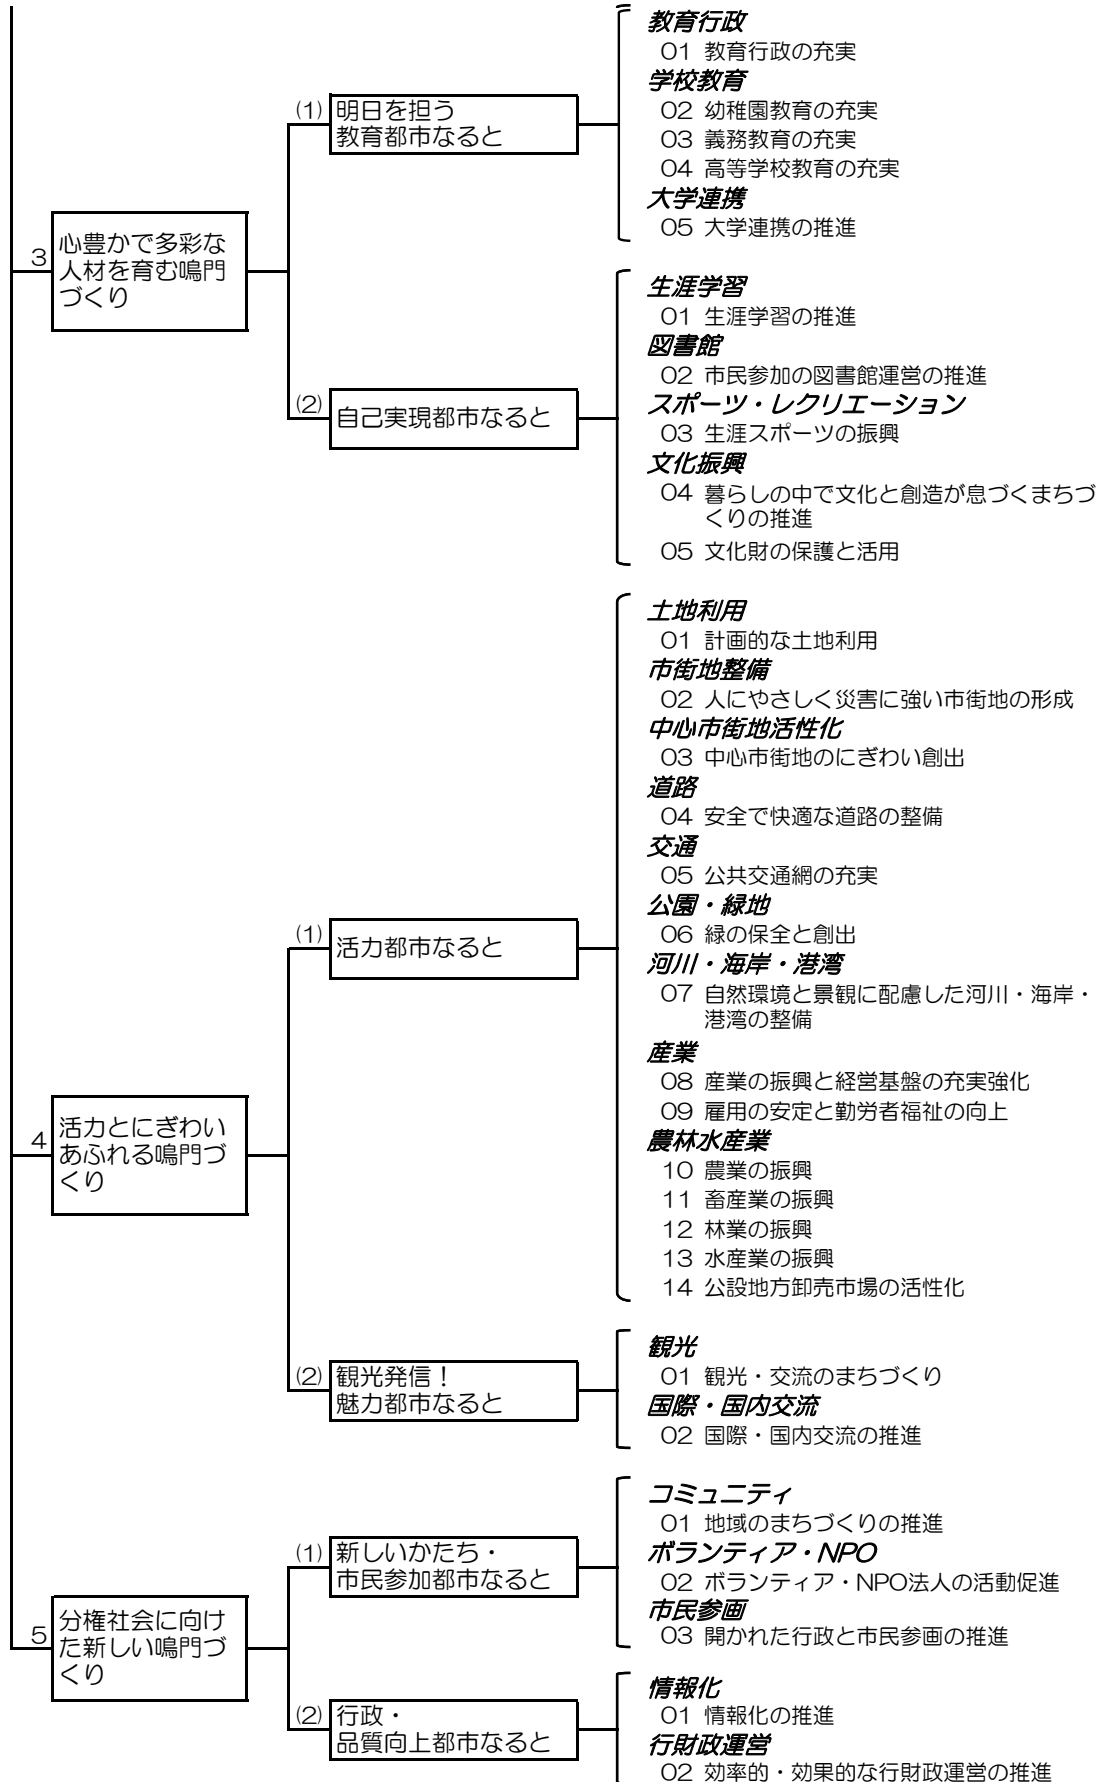 3
心豊かで多彩な
人材を育む鳴門
づくり
(1)
明日を担う
教育都市なると
教育行政
01 教育行政の充実
学校教育
02 幼稚園教育の充実
03 義務教育の充実
04 高等学校教育の充実
大学連携
05 大学連携の推進
(2)
自己実現都市なると
生涯学習
01 生涯学習の推進
図書館
02 市民参加の図書館運営の推進
スポーツ・レクリエーション
03 生涯スポーツの振興
文化振興
04 暮らしの中で文化と創造が息づくまちづ
くりの推進
05 文化財の保護と活用
4
活力とにぎわい
あふれる鳴門づ
くり
(1)
活力都市なると
土地利用
01 計画的な土地利用
市街地整備
02 人にやさしく災害に強い市街地の形成
中心市街地活性化
03 中心市街地のにぎわい創出
道路
04 安全で快適な道路の整備
交通
05 公共交通網の充実
公園・緑地
06 緑の保全と創出
河川・海岸・港湾
07 自然環境と景観に配慮した河川・海岸・
港湾の整備
産業
08 産業の振興と経営基盤の充実強化
09 雇用の安定と勤労者福祉の向上
農林水産業
10 農業の振興
11 畜産業の振興
12 林業の振興
13 水産業の振興
14 公設地方卸売市場の活性化
(2)
観光発信！
魅力都市なると
観光
01 観光・交流のまちづくり
国際・国内交流
02 国際・国内交流の推進
5
分権社会に向け
た新しい鳴門づ
くり
(1)
新しいかたち・
市民参加都市なると
コミュニティ
01 地域のまちづくりの推進
ボランティア・NPO
02 ボランティア・NPO法人の活動促進
市民参画
03 開かれた行政と市民参画の推進
(2)
行政・
品質向上都市なると
情報化
01 情報化の推進
行財政運営
02 効率的・効果的な行財政運営の推進